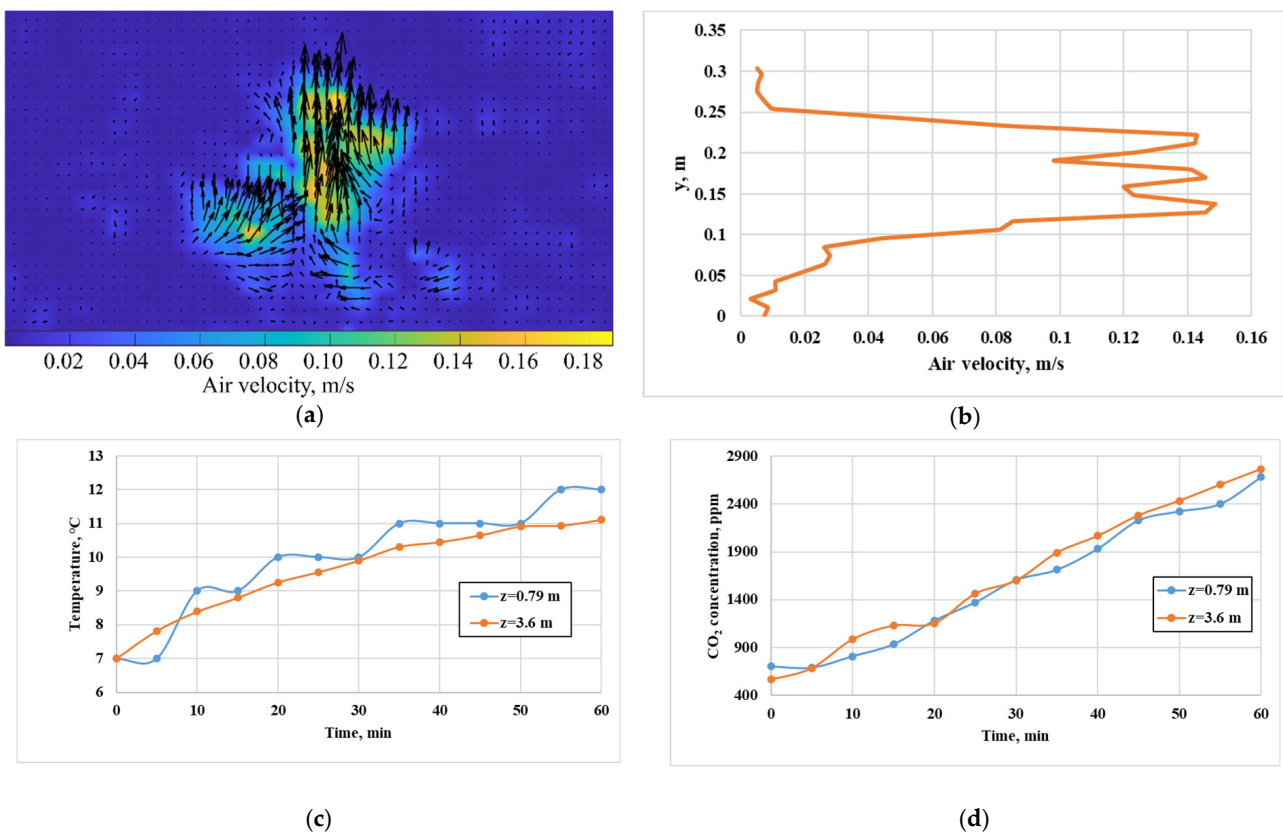 0.02 0.04 0.06 0.08 0.10 0.12 0.14 0.16 0.18
Air velocity, m/s
(a)
0.35
0.3
0.25
0.2
0.15
0.1
0.05
0
y, m
0 0.02 0.04 0.06 0.08 0.1 0.12 0.14 0.16
Air velocity, m/s
(b)
13
12
11
10
9
8
7
6
Temperature, °C
0 10 20 30 40 50 60
Time, min
z=0.79 m
z=3.6 m
(c)
2900
2400
1900
1400
900
400
CO₂ concentration, ppm
0 10 20 30 40 50 60
Time, min
z=0.79 m
z=3.6 m
(d)